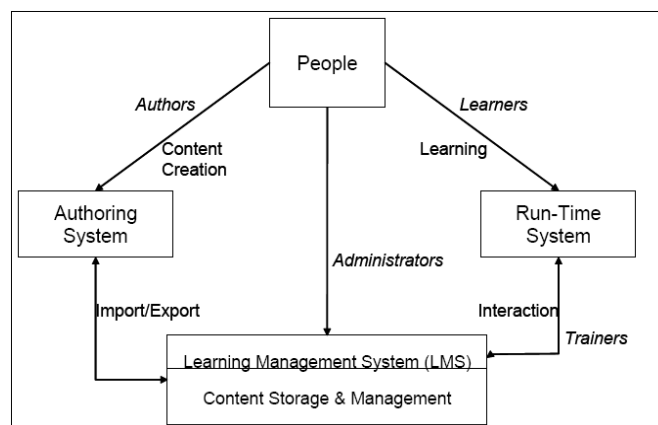 People
Authors
Learners
Content
Creation
Learning
Authoring
System
Run-Time
System
Administrators
Import/Export
Interaction
Trainers
Learning Management System (LMS)
Content Storage & Management